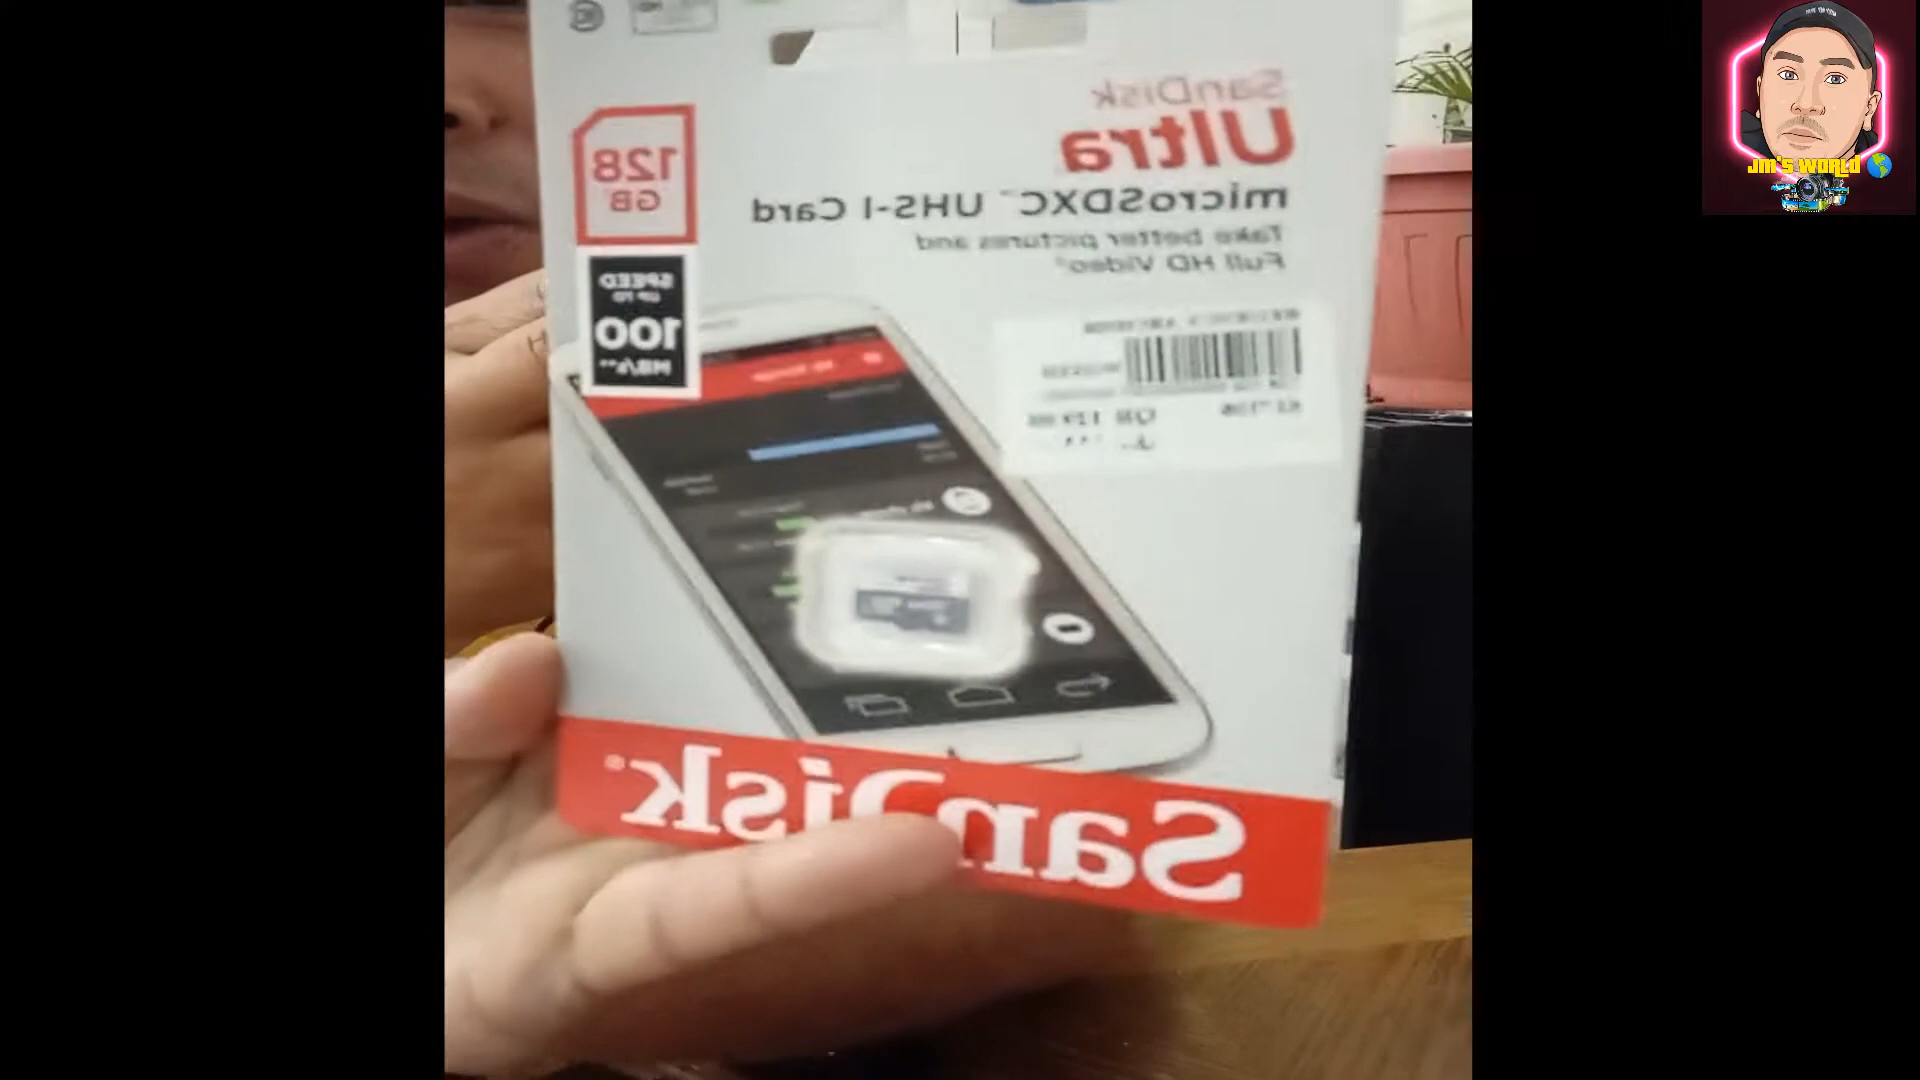 SanDisk
Ultra
microSDXC™ UHS-I Card
Take better pictures and
Full HD Video
128
GB
SPEED
UP TO
100
MB/s**
SanDisk®
JM'S WORLD